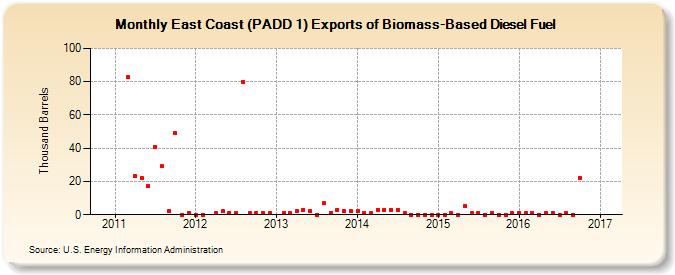 Monthly East Coast (PADD 1) Exports of Biomass-Based Diesel Fuel
Thousand Barrels
100
80
60
40
20
0
2011 2012 2013 2014 2015 2016 2017
Source: U.S. Energy Information Administration